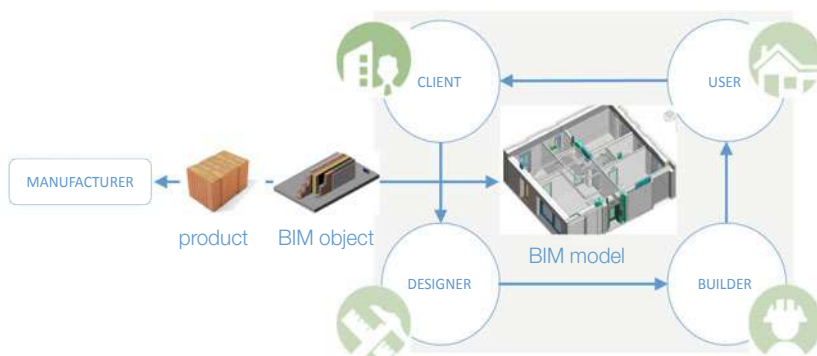 CLIENT
USER
MANUFACTURER
product
BIM object
BIM model
DESIGNER
BUILDER